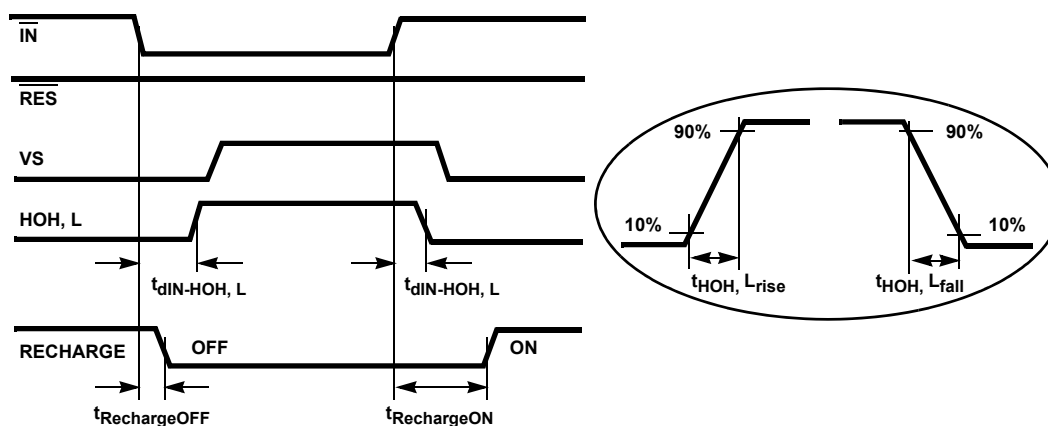 IN
RES
VS
HOH, L
tdIN-HOH, L
tdIN-HOH, L
RECHARGE
OFF
ON
tRechargeOFF
tRechargeON
90%
90%
10%
10%
tHOH, Lrise
tHOH, Lfall